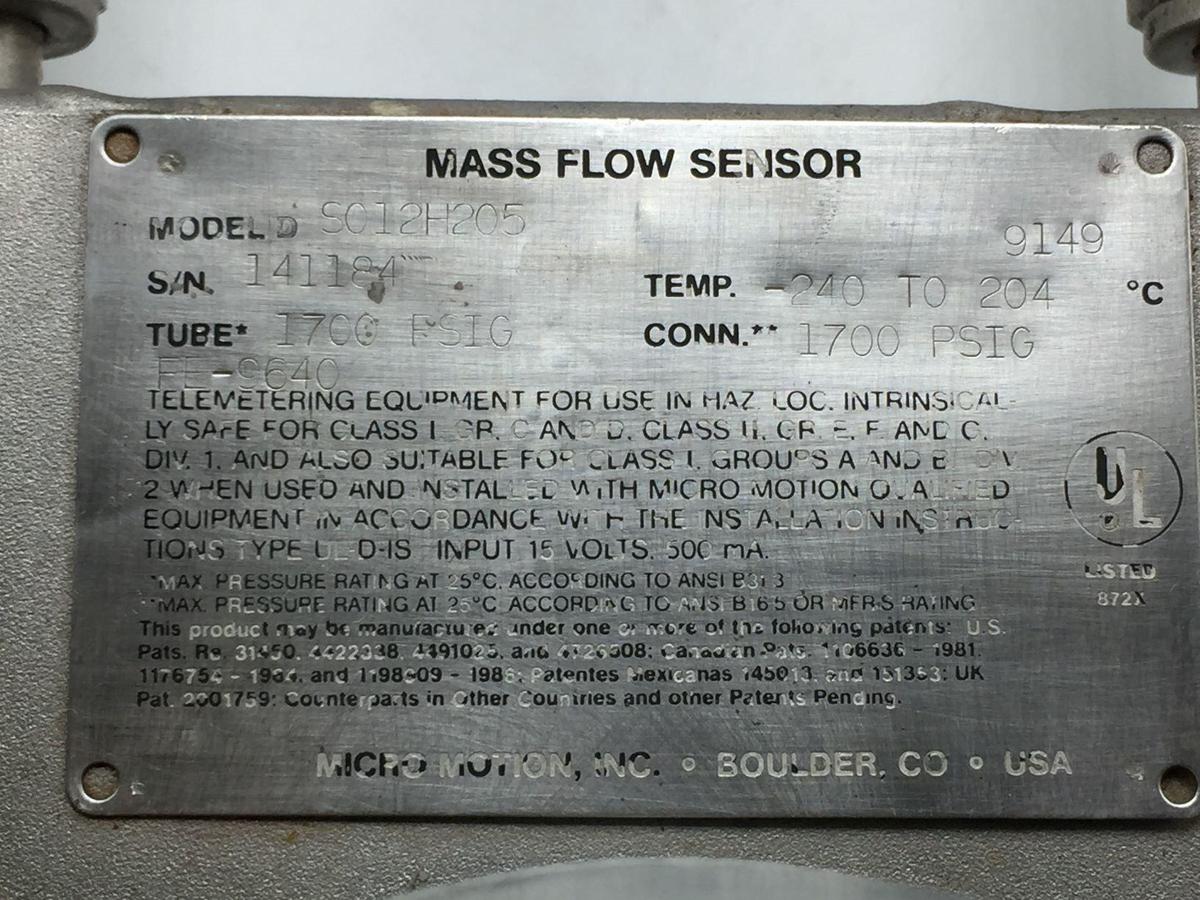 MASS FLOW SENSOR
MODEL D S012H205
9149
S/N. 141184
TEMP. -240 TO 204 °C
TUBE* 1700 PSIG
CONN.** 1700 PSIG
FE-9640
TELEMETERING EQUIPMENT FOR USE IN HAZ. LOC. INTRINSICAL-
LY SAFE FOR CLASS I, GR. C AND D, CLASS II, GR. E, F, AND G,
DIV. 1, AND ALSO SUITABLE FOR CLASS I, GROUPS A AND B DIV.
2 WHEN USED AND INSTALLED WITH MICRO MOTION QUALIFIED
EQUIPMENT IN ACCORDANCE WITH THE INSTALLATION INSTRUC-
TIONS TYPE UL-D-IS INPUT 15 VOLTS, 500 mA.
UL
LISTED
872X
*MAX. PRESSURE RATING AT 25°C, ACCORDING TO ANSI B31.3
**MAX. PRESSURE RATING AT 25°C, ACCORDING TO ANSI B16.5 OR MFR'S RATING
This product may be manufactured under one or more of the following patents: U.S.
Pats. Re. 31450, 4422338, 4491025, and Canadian Pats. 1106636 - 1981,
1176754 - 1984, and 1198909 - 1986; Patentes Mexicanas 145013, and 151353; UK
Pat. 2001759; Counterparts in Other Countries and other Patents Pending.
MICRO MOTION, INC. ° BOULDER, CO ° USA